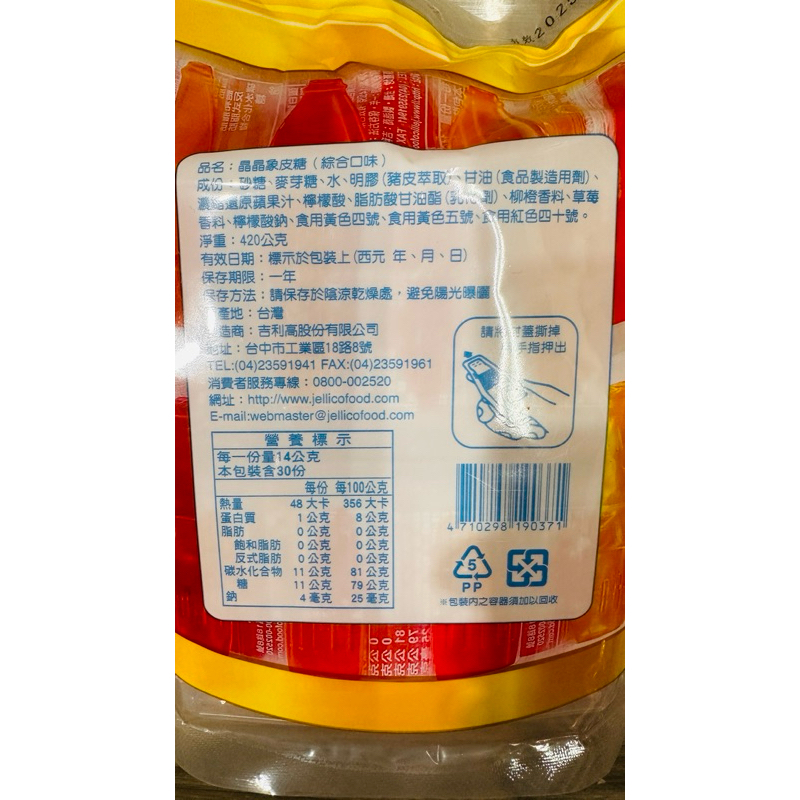 有效 2025
品名：晶晶象皮糖（綜合口味）
成份：砂糖、麥芽糖、水、明膠(豬皮萃取)、甘油(食品製造用劑)、
濃縮還原蘋果汁、檸檬酸、脂肪酸甘油酯(乳化劑)、柳橙香料、草莓
香料、檸檬酸鈉、食用黃色四號、食用黃色五號、食用紅色四十號。
淨重：420公克
有效日期：標示於包裝上(西元 年、月、日)
保存期限：一年
保存方法：請保存於陰涼乾燥處，避免陽光曝曬
產地：台灣
造商：吉利高股份有限公司
地址：台中市工業區18路8號
TEL:(04)23591941 FAX:(04)23591961
消費者服務專線：0800-002520
網址：http://www.jellicofood.com
E-mail:webmaster@jellicofood.com
請將封蓋撕掉
手指押出
營養標示
每一份量14公克
本包裝含30份
每份 每100公克
熱量 48 大卡 356 大卡
蛋白質 1 公克 8 公克
脂肪 0 公克 0 公克
飽和脂肪 0 公克 0 公克
反式脂肪 0 公克 0 公克
碳水化合物 11 公克 81 公克
糖 11 公克 79 公克
鈉 4 毫克 25 毫克
4 710298 190371
5
PP
※包裝內之容器須加以回收